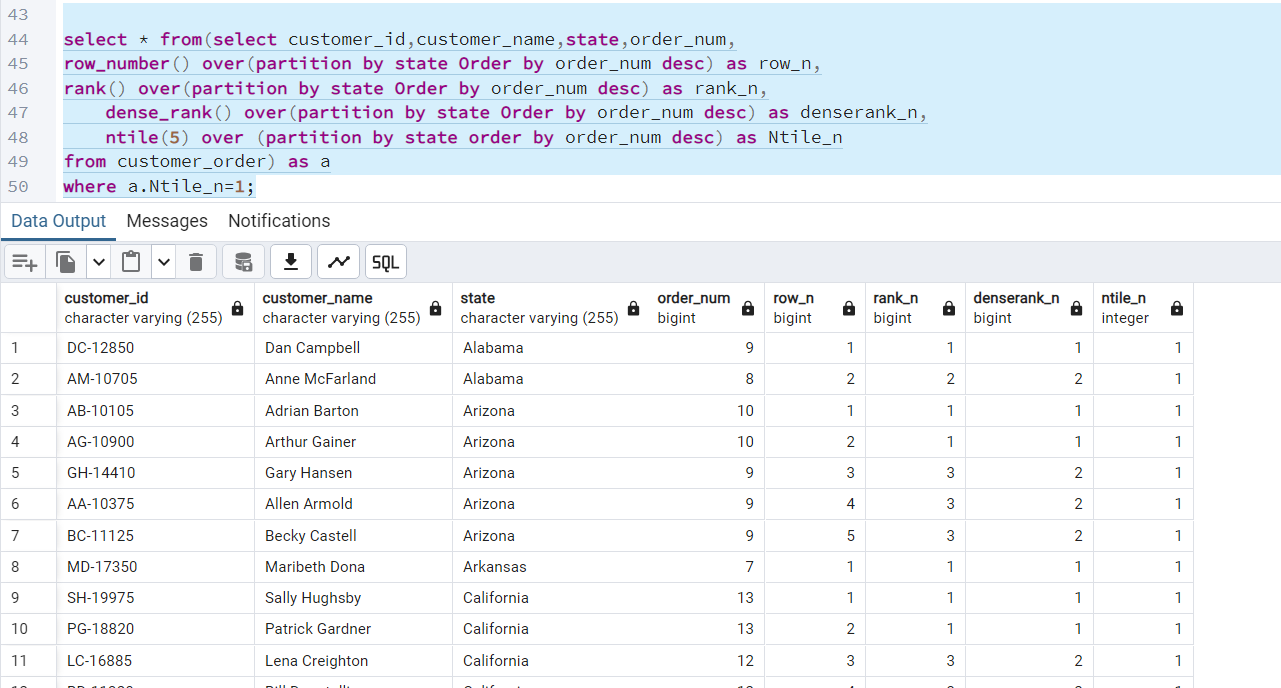 43
44 select * from(select customer_id,customer_name,state,order_num,
45 row_number() over(partition by state Order by order_num desc) as row_n,
46 rank() over(partition by state Order by order_num desc) as rank_n,
47 dense_rank() over(partition by state Order by order_num desc) as denserank_n,
48 ntile(5) over (partition by state order by order_num desc) as Ntile_n
49 from customer_order) as a
50 where a.Ntile_n=1;
Data Output Messages Notifications
SQL
customer_id customer_name state order_num row_n rank_n denserank_n ntile_n
character varying (255) character varying (255) character varying (255) bigint bigint bigint bigint integer
1 DC-12850 Dan Campbell Alabama 9 1 1 1 1
2 AM-10705 Anne McFarland Alabama 8 2 2 2 1
3 AB-10105 Adrian Barton Arizona 10 1 1 1 1
4 AG-10900 Arthur Gainer Arizona 10 2 1 1 1
5 GH-14410 Gary Hansen Arizona 9 3 3 2 1
6 AA-10375 Allen Armold Arizona 9 4 3 2 1
7 BC-11125 Becky Castell Arizona 9 5 3 2 1
8 MD-17350 Maribeth Dona Arkansas 7 1 1 1 1
9 SH-19975 Sally Hughsby California 13 1 1 1 1
10 PG-18820 Patrick Gardner California 13 2 1 1 1
11 LC-16885 Lena Creighton California 12 3 3 2 1